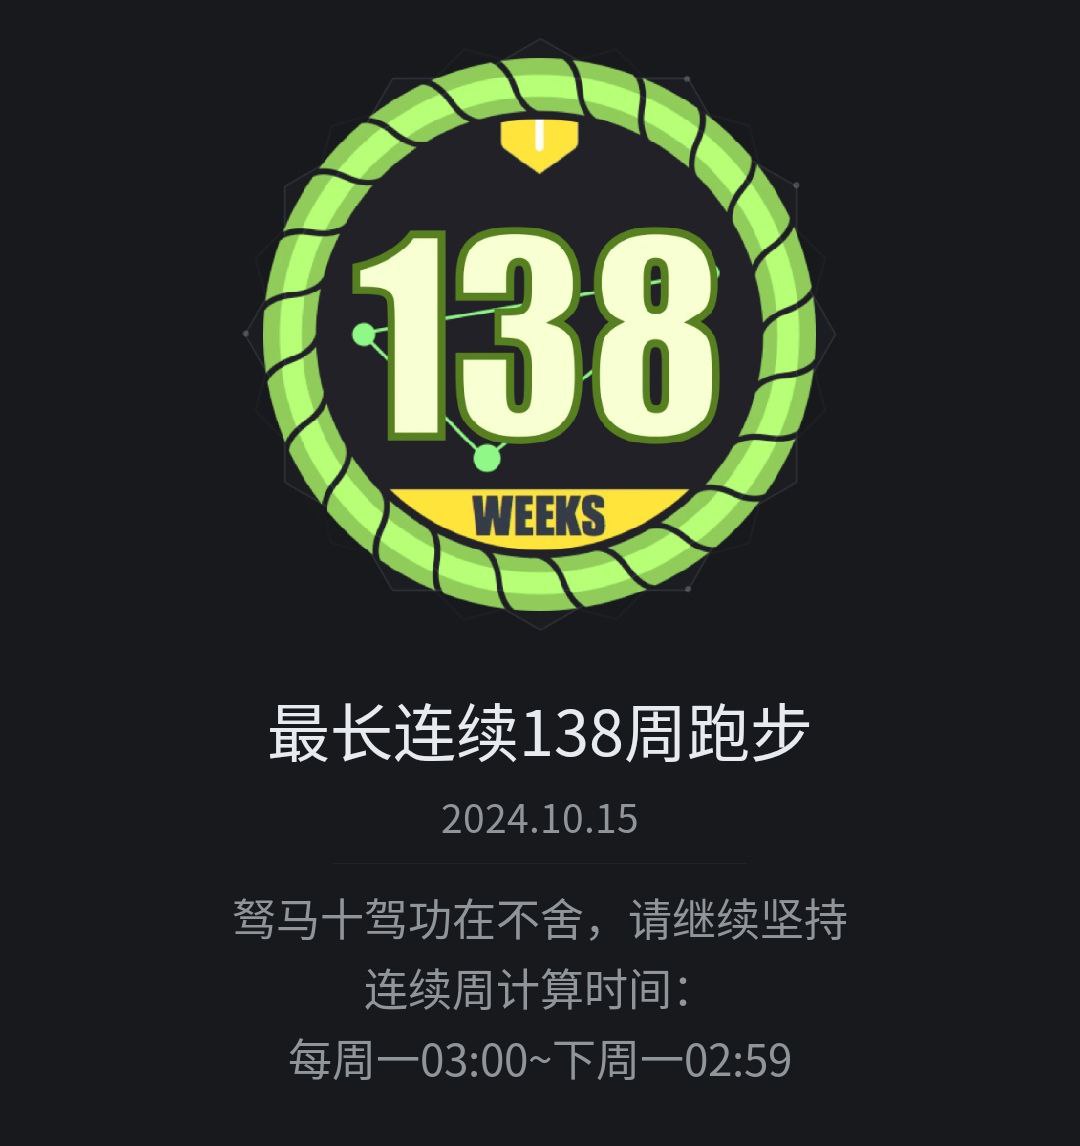 138
WEEKS
最长连续138周跑步
2024.10.15
驽马十驾功在不舍，请继续坚持
连续周计算时间：
每周一03:00~下周一02:59